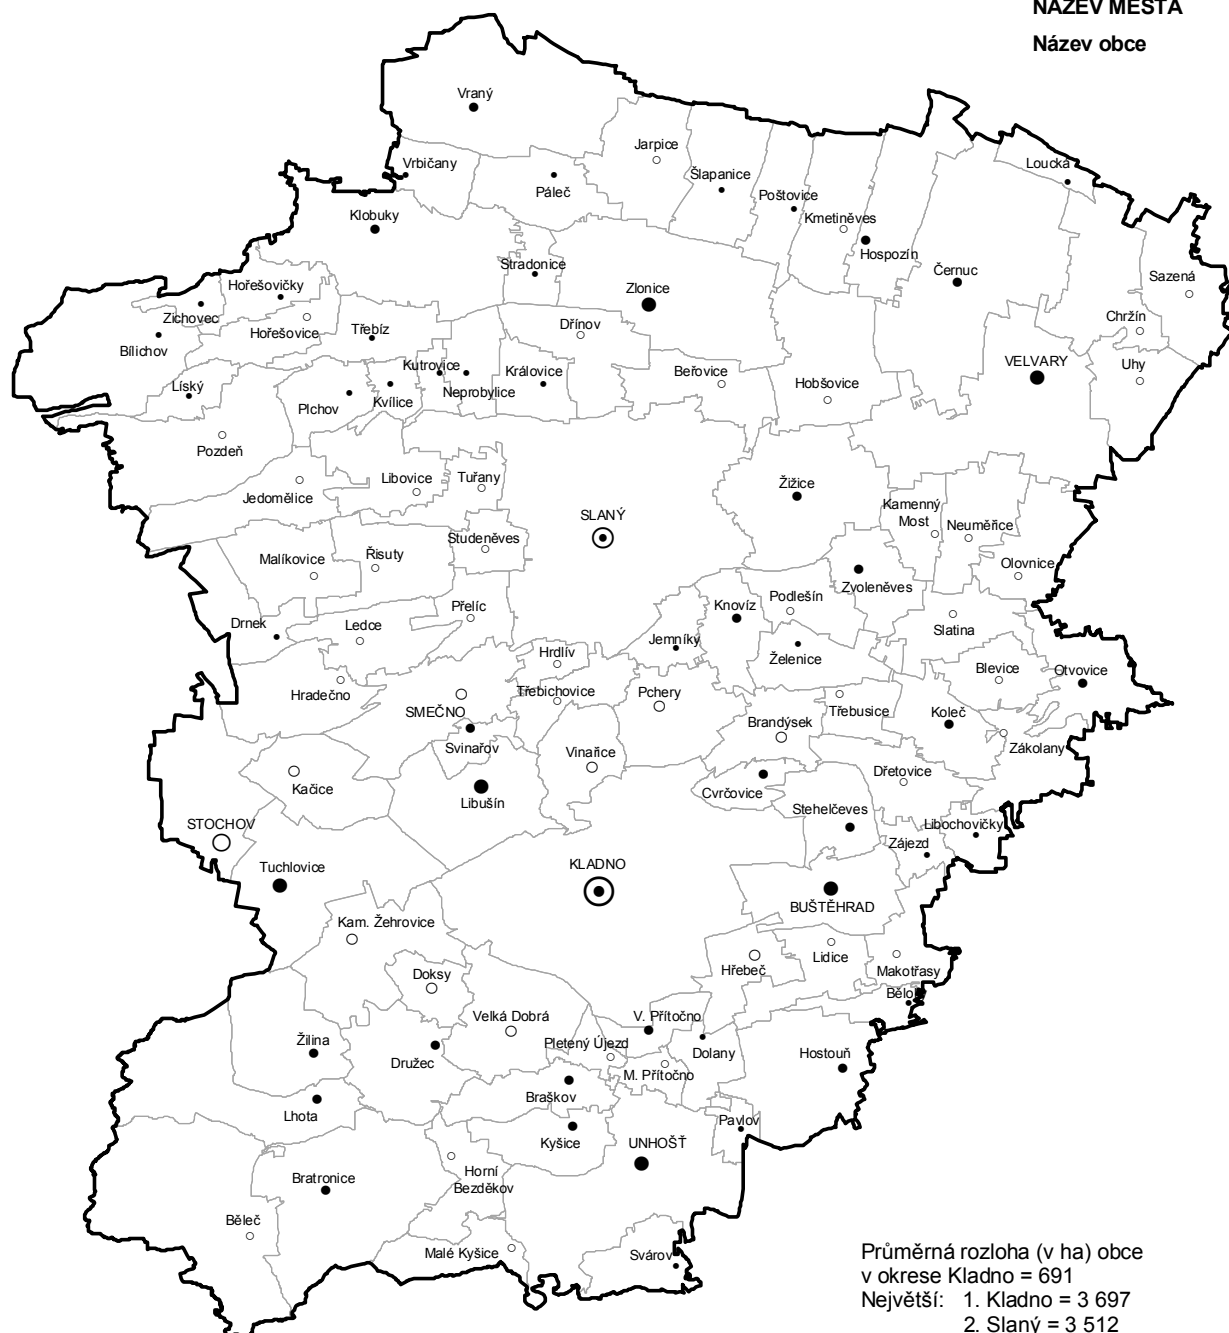 NÁZEV MĚSTA
Název obce
Vraný
Jarpice
Loucká
Vrbičany
Páleč
Šlapanice
Poštovice
Klobuky
Kmetiněves
Hospozín
Stradonice
Černuc
Sazená
Hořešovičky
Zlonice
Zichovec
Hořešovice
Třebíz
Dřínov
Chržín
Bílichov
Kutrovice
Královice
Beřovice
VELVARY
Uhy
Líský
Plchov
Kvílice
Neprobylice
Hobšovice
Pozdeň
Jedomělice
Libovice
Tuřany
Žižice
Kamenný
Most
Neuměřice
SLANÝ
Studeněves
Malíkovice
Řisuty
Olovnice
Zvoleněves
Knovíz
Podlešín
Přelíc
Drnek
Ledce
Jemníky
Slatina
Hrdlív
Želenice
Blevice
Otvovice
Hradečno
Třebichovice
Pchery
SMEČNO
Třebusice
Koleč
Brandýsek
Svinařov
Vinařice
Zákolany
Kačice
Libušín
Cvrčovice
Dřetovice
Stehelčeves
STOCHOV
Libochovičky
Zájezd
Tuchlovice
KLADNO
BUŠTĚHRAD
Kam. Žehrovice
Hřebeč
Lidice
Makotřasy
Doksy
Bělo
Velká Dobrá
V. Přítočno
Žilina
Družec
Pletený Újezd
Dolany
Hostouň
M. Přítočno
Braškov
Lhota
Pavlov
Kyšice
UNHOŠŤ
Bratronice
Horní
Bezděkov
Běleč
Malé Kyšice
Svárov
Průměrná rozloha (v ha) obce
v okrese Kladno = 691
Největší: 1. Kladno = 3 697
2. Slaný = 3 512